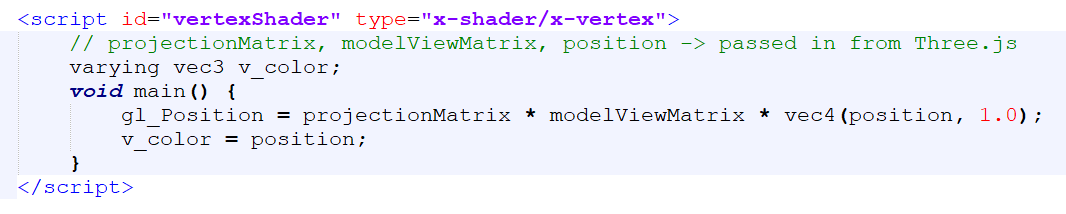 <script id="vertexShader" type="x-shader/x-vertex">
    // projectionMatrix, modelViewMatrix, position -> passed in from Three.js
    varying vec3 v_color;
    void main() {
        gl_Position = projectionMatrix * modelViewMatrix * vec4(position, 1.0);
        v_color = position;
    }
</script>